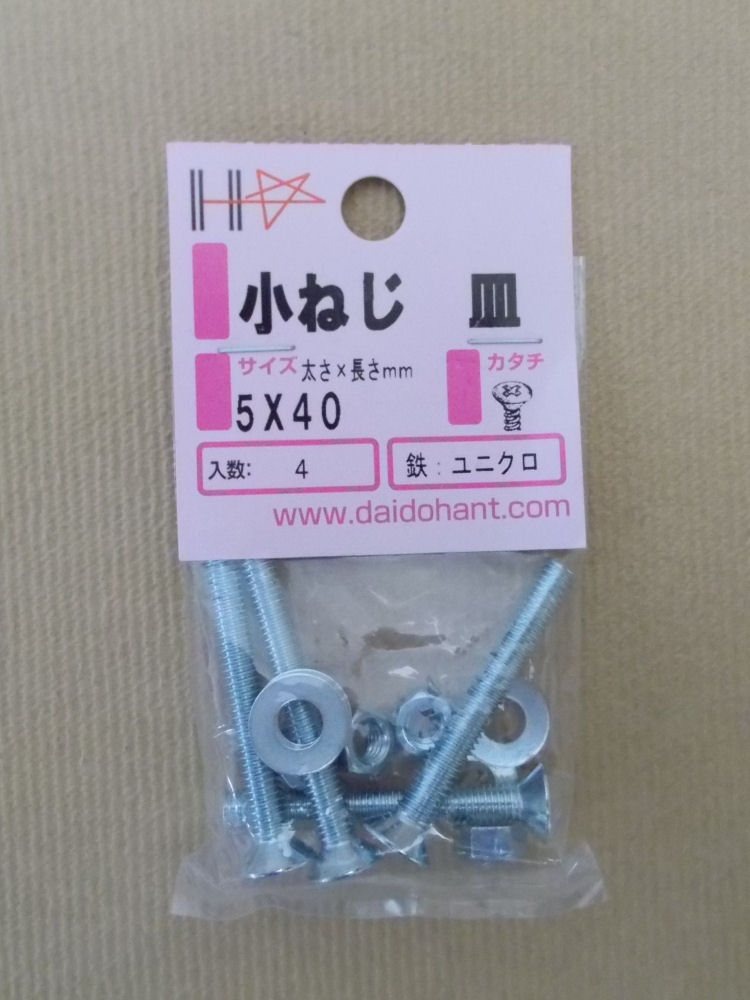 小ねじ 皿
サイズ 太さ×長さmm カタチ
5X40
入数: 4 鉄:ユニクロ
www.daidohant.com